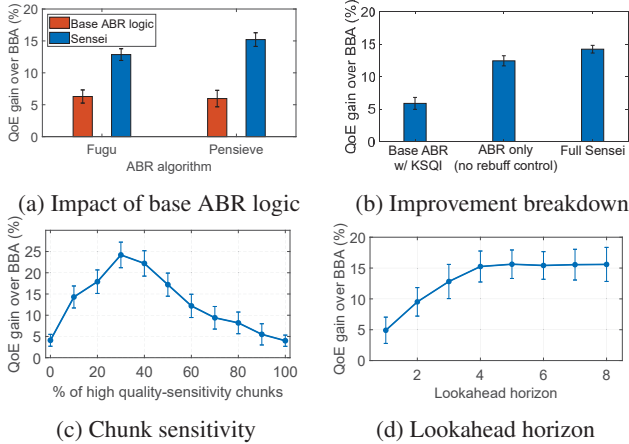 QoE gain over BBA (%)
20
15
10
5
0
Base ABR logic
Sensei
Fugu
Pensieve
ABR algorithm
(a) Impact of base ABR logic
QoE gain over BBA (%)
20
15
10
5
0
Base ABR
w/ KSQI
ABR only
(no rebuff control)
Full Sensei
(b) Improvement breakdown
QoE gain over BBA (%)
25
20
15
10
5
0
0 20 40 60 80 100
% of high quality-sensitivity chunks
(c) Chunk sensitivity
QoE gain over BBA (%)
20
15
10
5
0
2 4 6 8
Lookahead horizon
(d) Lookahead horizon